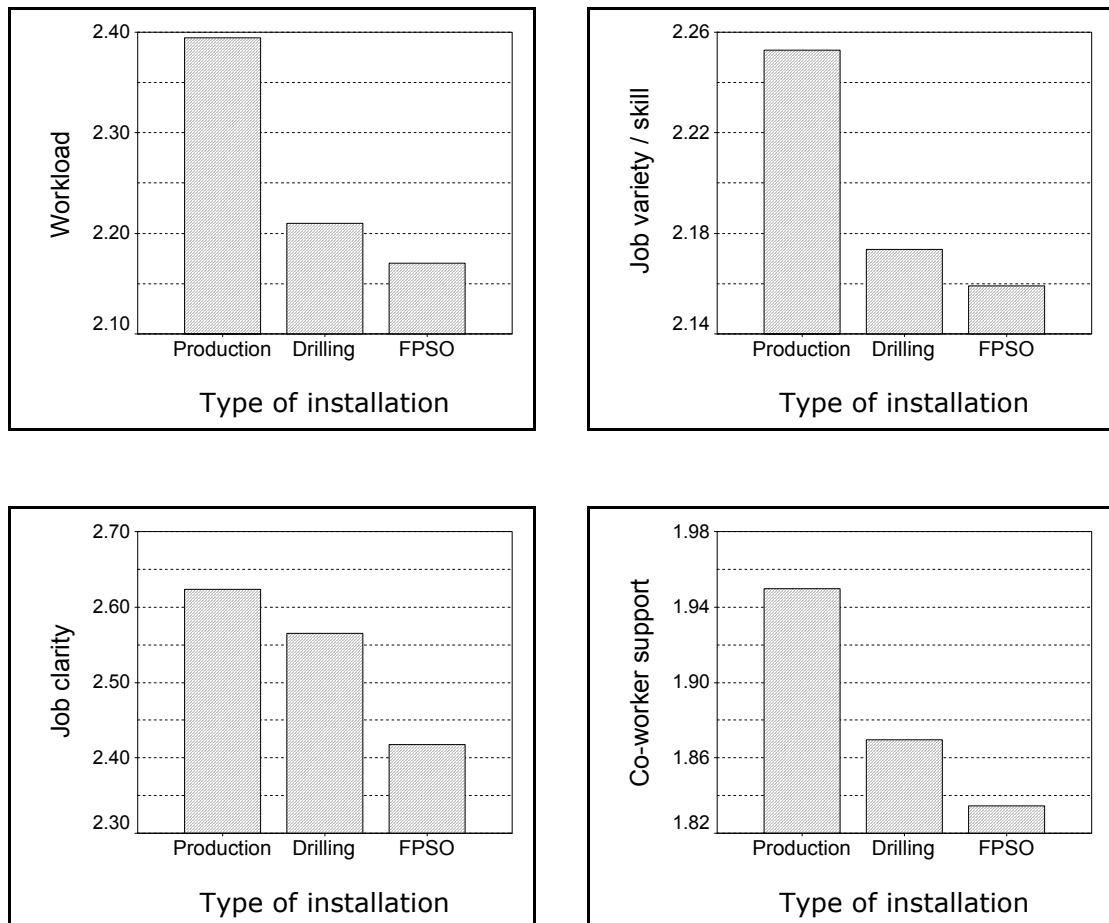 Workload
2.40
2.30
2.20
2.10
Production Drilling FPSO
Type of installation
Job variety / skill
2.26
2.22
2.18
2.14
Production Drilling FPSO
Type of installation
Job clarity
2.70
2.60
2.50
2.40
2.30
Production Drilling FPSO
Type of installation
Co-worker support
1.98
1.94
1.90
1.86
1.82
Production Drilling FPSO
Type of installation